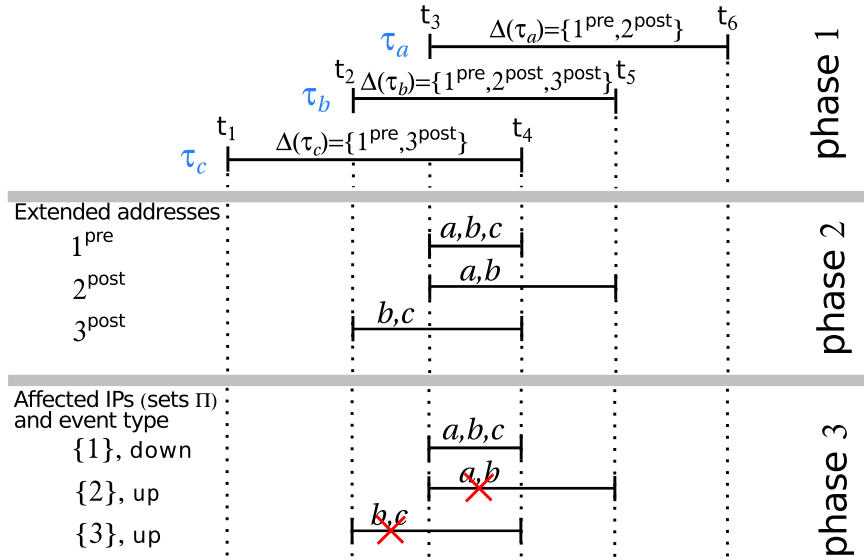 t3 t6
τa Δ(τa)={1pre,2post}
t2 Δ(τb)={1pre,2post,3post} t5
τb
t1 t4
τc Δ(τc)={1pre,3post}
phase 1
Extended addresses
1pre a,b,c
2post a,b
3post b,c
phase 2
Affected IPs (sets Π)
and event type
{1}, down a,b,c
{2}, up a,b
{3}, up b,c
phase 3